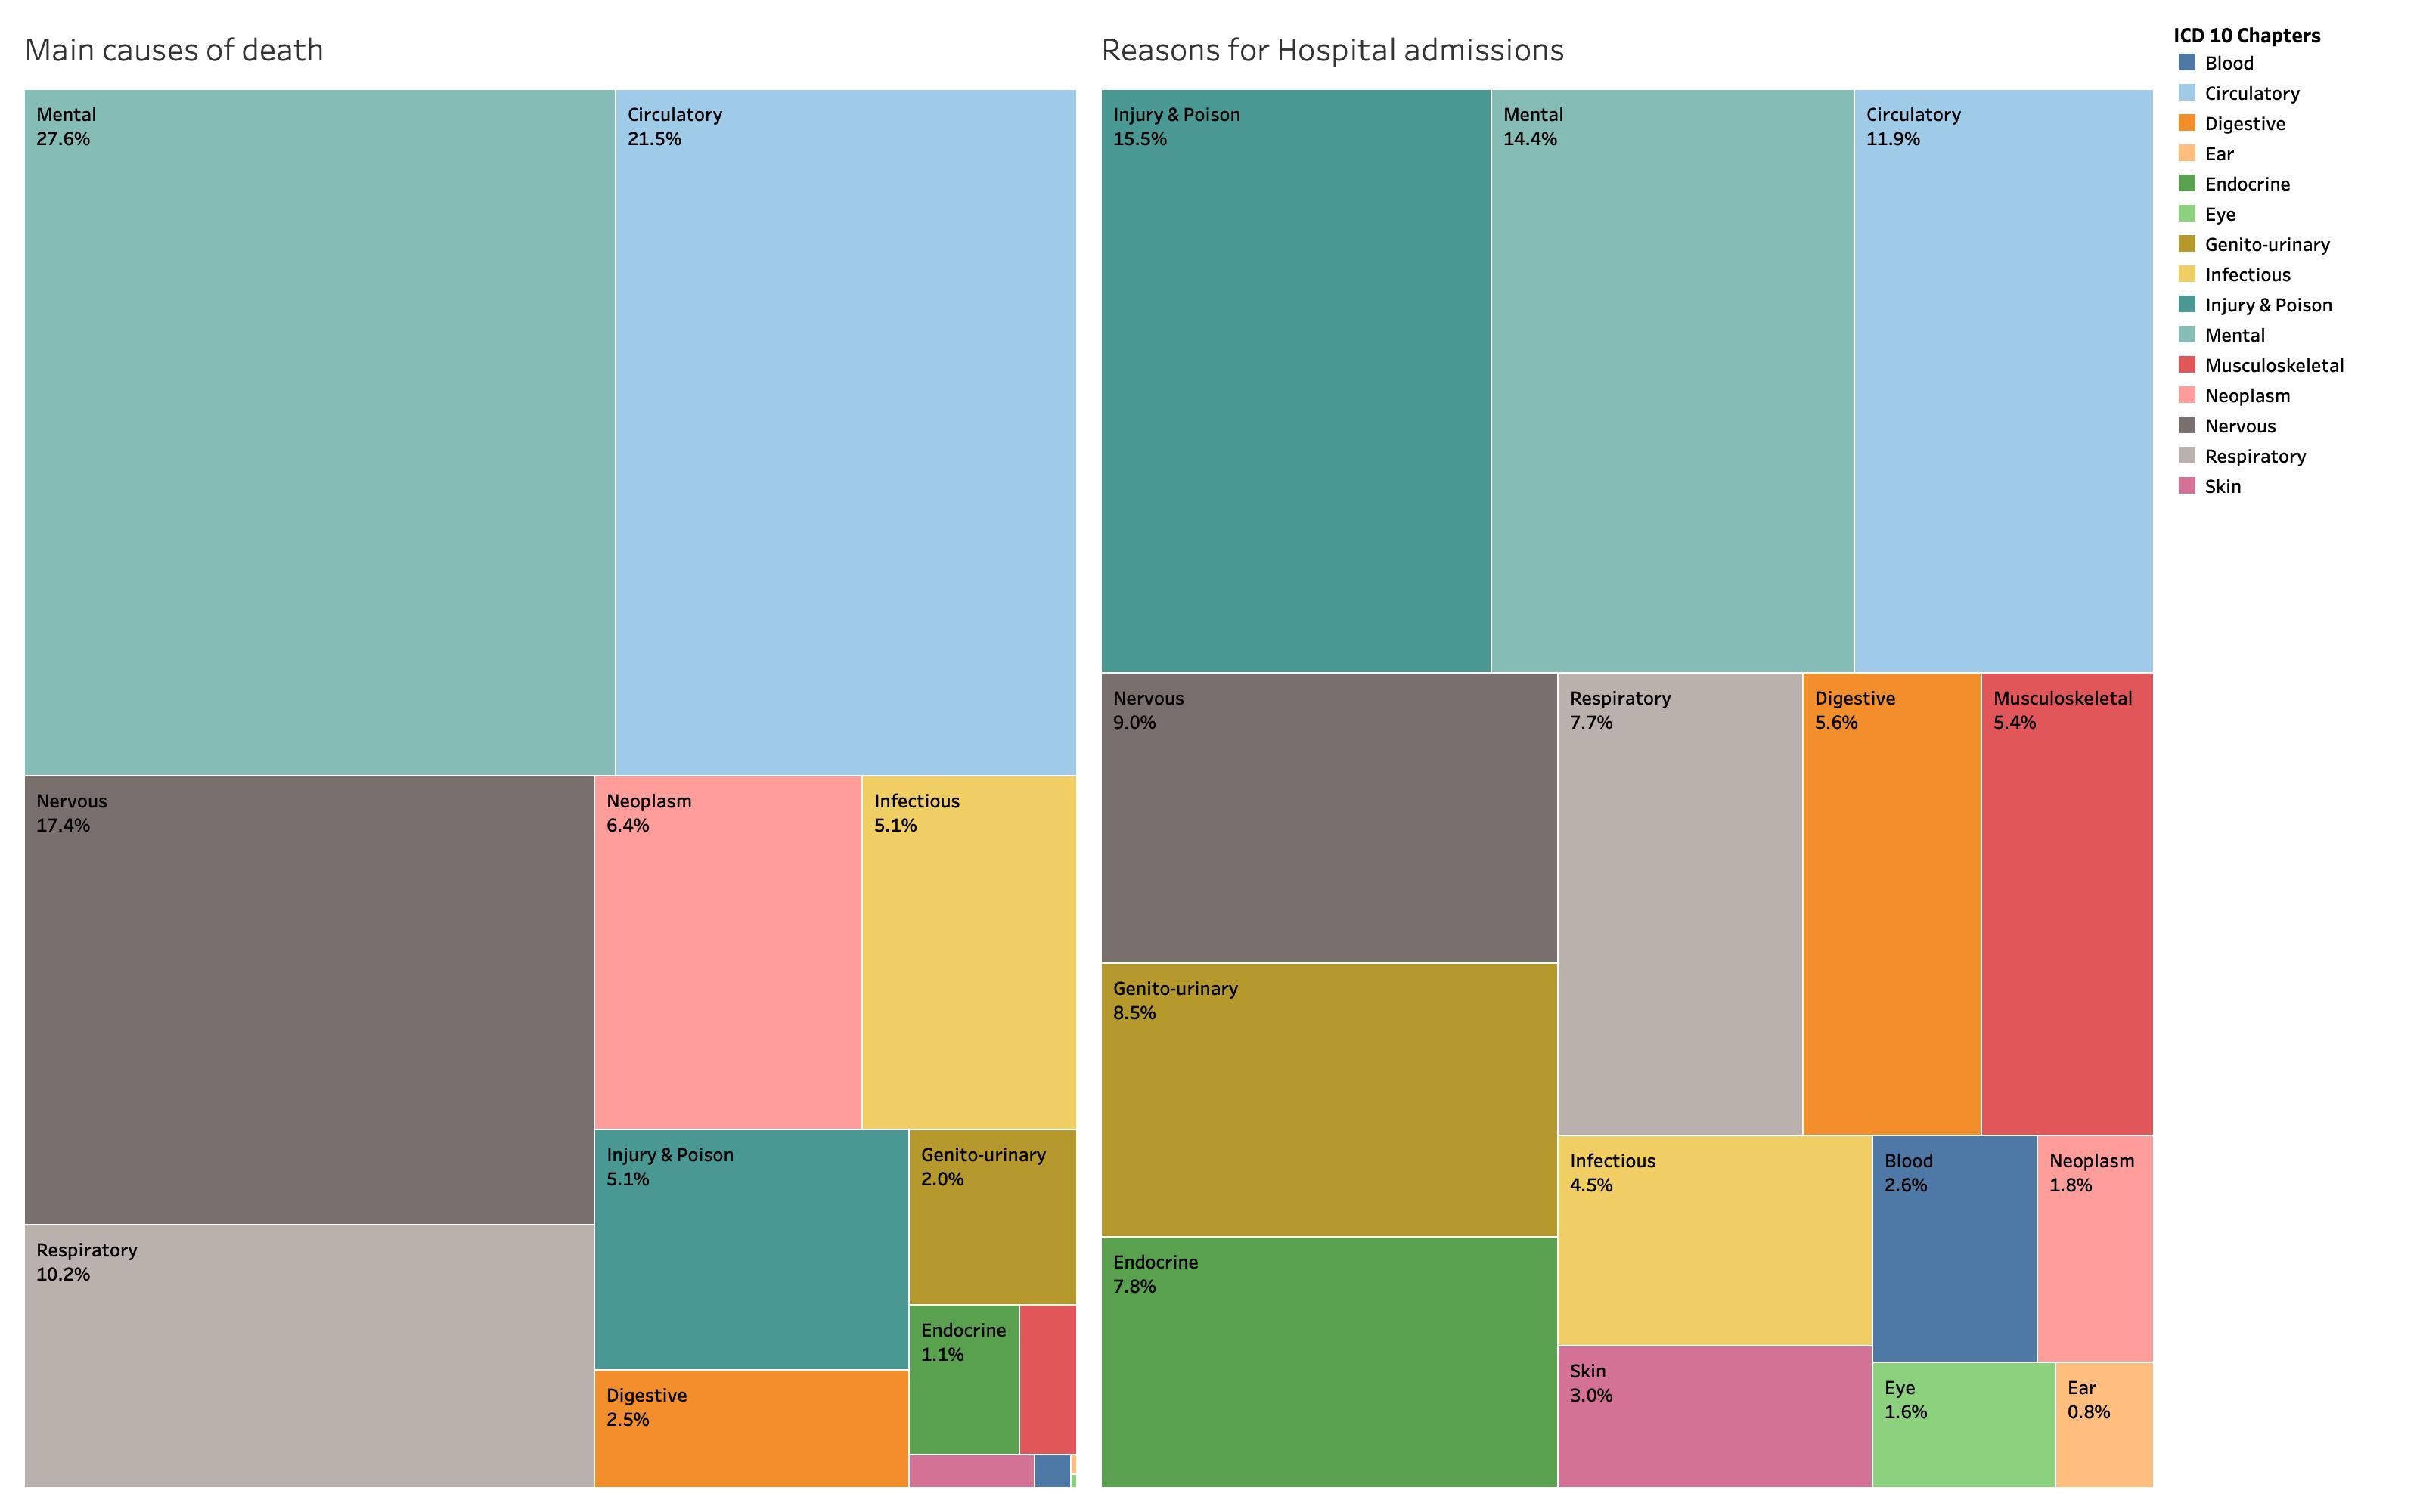 Main causes of death
Mental
27.6%
Circulatory
21.5%
Nervous
17.4%
Neoplasm
6.4%
Infectious
5.1%
Injury & Poison
5.1%
Genito-urinary
2.0%
Respiratory
10.2%
Endocrine
1.1%
Digestive
2.5%
Reasons for Hospital admissions
Injury & Poison
15.5%
Mental
14.4%
Circulatory
11.9%
Nervous
9.0%
Respiratory
7.7%
Digestive
5.6%
Musculoskeletal
5.4%
Genito-urinary
8.5%
Infectious
4.5%
Blood
2.6%
Neoplasm
1.8%
Endocrine
7.8%
Skin
3.0%
Eye
1.6%
Ear
0.8%
ICD 10 Chapters
Blood
Circulatory
Digestive
Ear
Endocrine
Eye
Genito-urinary
Infectious
Injury & Poison
Mental
Musculoskeletal
Neoplasm
Nervous
Respiratory
Skin